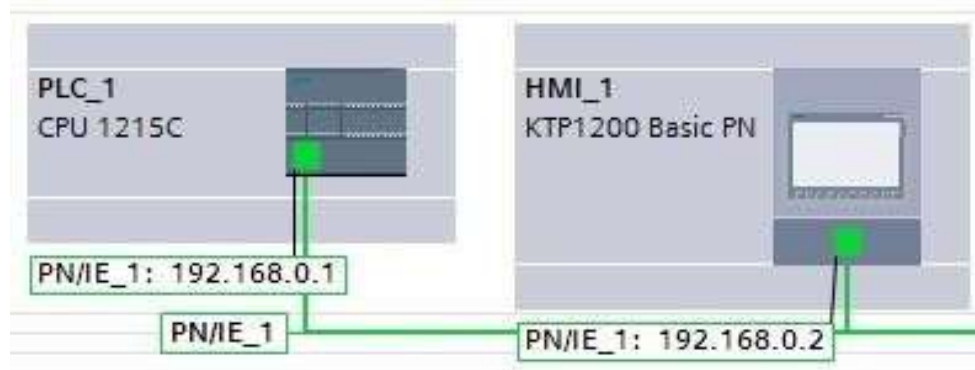 PLC_1
CPU 1215C
HMI_1
KTP1200 Basic PN
PN/IE_1: 192.168.0.1
PN/IE_1
PN/IE_1: 192.168.0.2